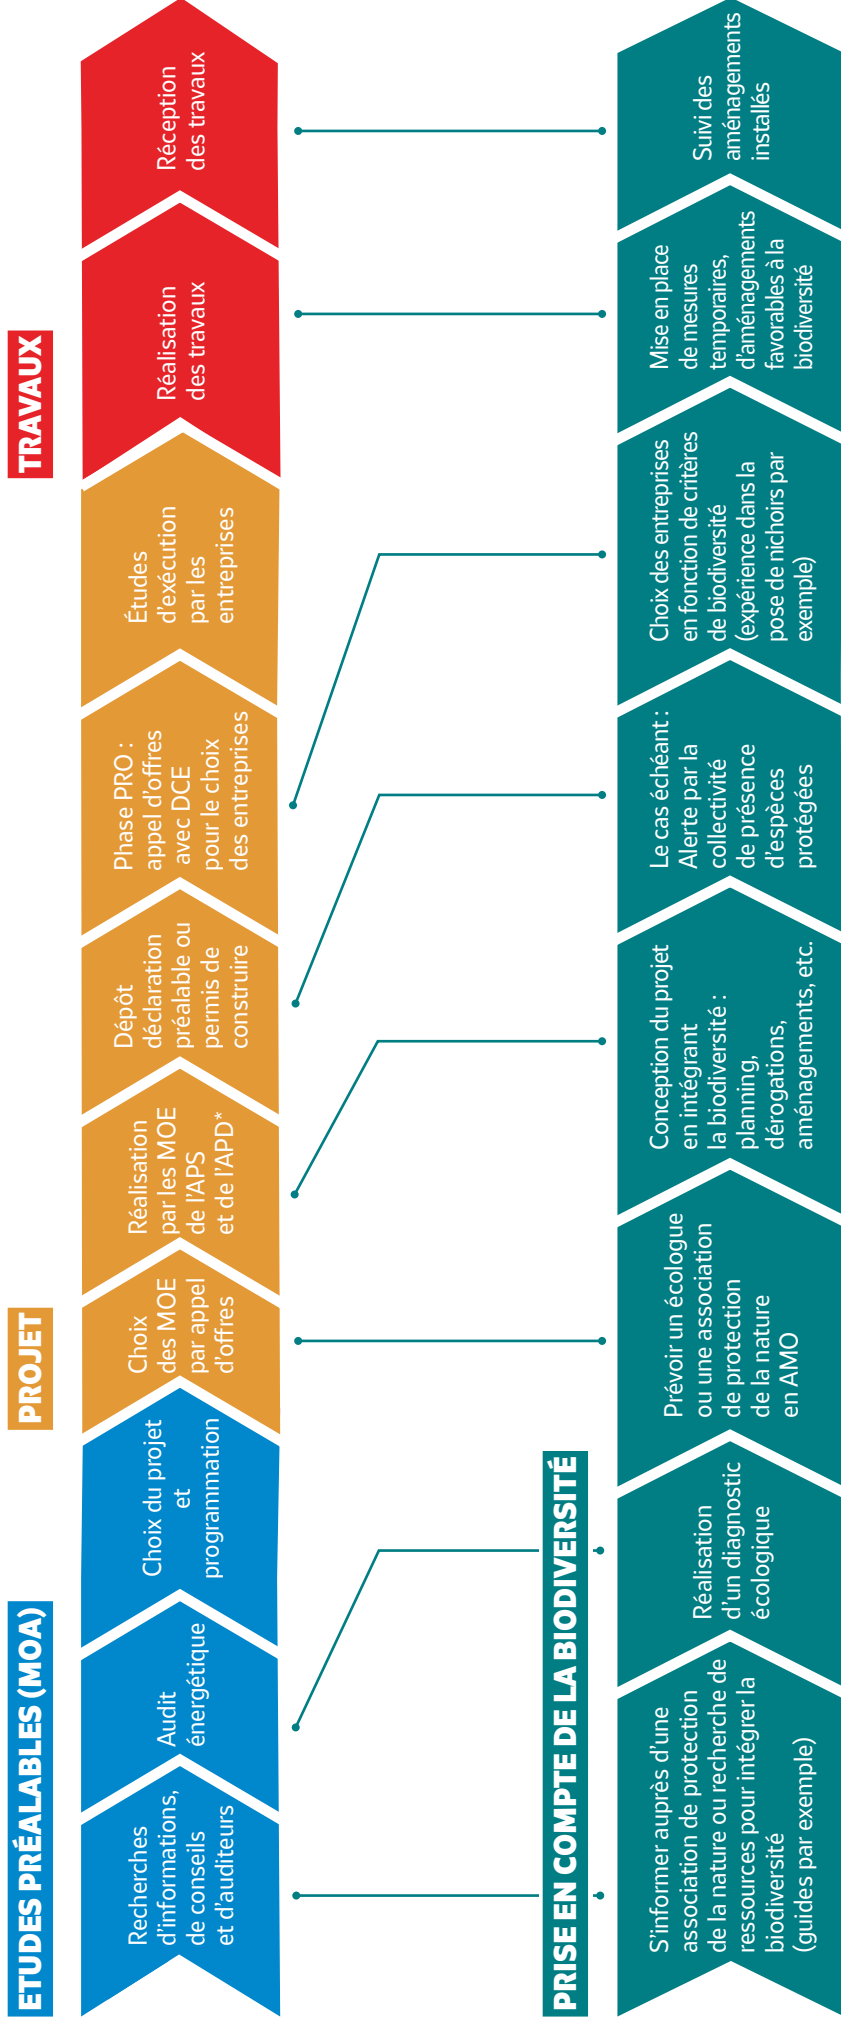 ETUDES PRÉALABLES (MOA)
Recherches
d'informations,
de conseils
et d'auditeurs
Audit
énergétique
Choix du projet
et
programmation
PROJET
Choix
des MOE
par appel
d'offres
Réalisation
par les MOE
de l'APS
et de l'APD*
Dépôt
déclaration
préalable ou
permis de
construire
Phase PRO :
appel d'offres
avec DCE
pour le choix
des entreprises
Études
d'exécution
par les
entreprises
TRAVAUX
Réalisation
des travaux
Réception
des travaux
PRISE EN COMPTE DE LA BIODIVERSITÉ
S'informer auprès d'une
association de protection
de la nature ou recherche de
ressources pour intégrer la
biodiversité
(guides par exemple)
Réalisation
d'un diagnostic
écologique
Prévoir un écologue
ou une association
de protection
de la nature
en AMO
Conception du projet
en intégrant
la biodiversité :
planning,
dérogations,
aménagements, etc.
Le cas échéant :
Alerte par la
collectivité
de présence
d'espèces
protégées
Choix des entreprises
en fonction de critères
de biodiversité
(expérience dans la
pose de nichoirs par
exemple)
Mise en place
de mesures
temporaires,
d'aménagements
favorables à la
biodiversité
Suivi des
aménagements
installés